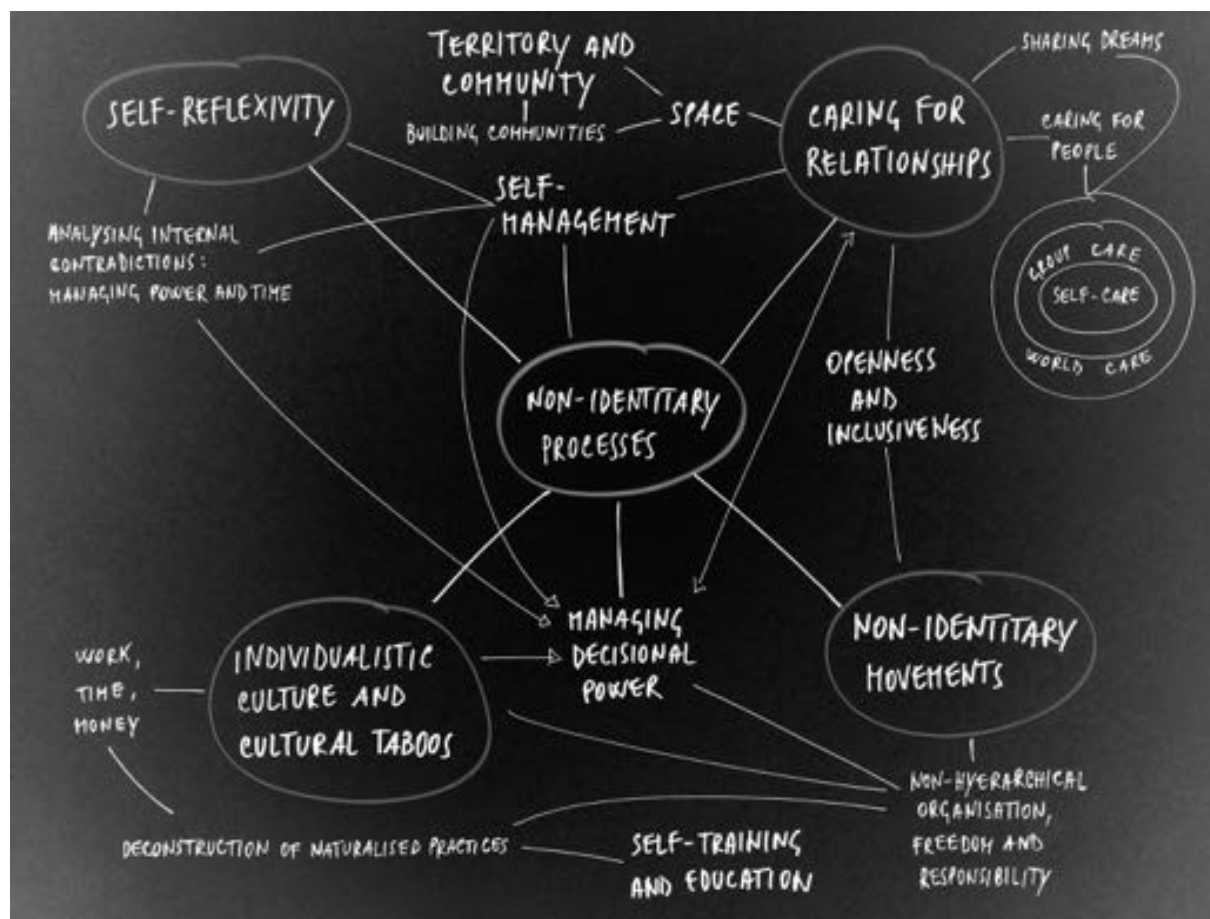 TERRITORY AND
COMMUNITY
BUILDING COMMUNITIES
SPACE
SHARING DREAMS
SELF-REFLEXIVITY
CARING FOR
RELATIONSHIPS
CARING FOR
PEOPLE
SELF-
MANAGEMENT
ANALYSING INTERNAL
CONTRADICTIONS:
MANAGING POWER AND TIME
GROUP CARE
SELF-CARE
WORLD CARE
OPENNESS
AND
INCLUSIVENESS
NON-IDENTITARY
PROCESSES
MANAGING
DECISIONAL
POWER
NON-IDENTITARY
MOVEMENTS
WORK,
TIME,
MONEY
INDIVIDUALISTIC
CULTURE AND
CULTURAL TABOOS
NON-HYERARCHICAL
ORGANISATION,
FREEDOM AND
RESPONSIBILITY
DECONSTRUCTION OF NATURALISED PRACTICES
SELF-TRAINING
AND EDUCATION